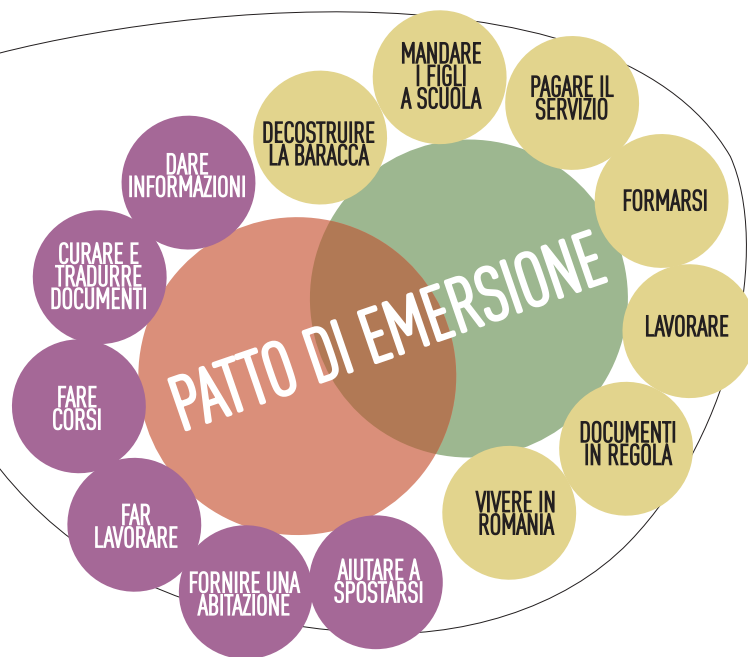 MANDARE
I FIGLI
A SCUOLA
PAGARE IL
SERVIZIO
DECOSTRUIRE
LA BARACCA
DARE
INFORMAZIONI
FORMARSI
CURARE E
TRADURRE
DOCUMENTI
PATTO DI EMERSIONE
LAVORARE
FARE
CORSI
DOCUMENTI
IN REGOLA
VIVERE IN
ROMANIA
FAR
LAVORARE
FORNIRE UNA
ABITAZIONE
AIUTARE A
SPOSTARSI